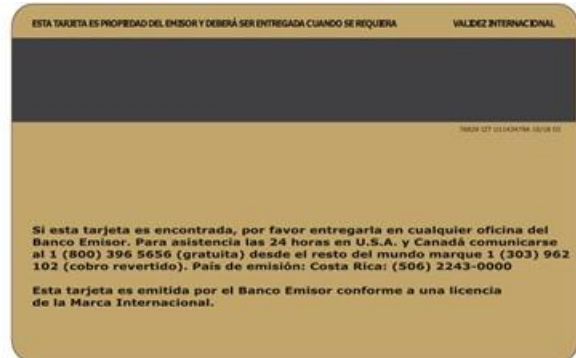 ESTA TARJETA ES PROPIEDAD DEL EMISOR Y DEBERÁ SER ENTREGADA CUANDO SE REQUIERA VALIDEZ INTERNACIONAL
Si esta tarjeta es encontrada, por favor entregarla en cualquier oficina del
Banco Emisor. Para asistencia las 24 horas en U.S.A. y Canadá comunicarse
al 1 (800) 396 5656 (gratuita) desde el resto del mundo marque 1 (303) 962
102 (cobro revertido). País de emisión: Costa Rica: (506) 2243-0000
Esta tarjeta es emitida por el Banco Emisor conforme a una licencia
de la Marca Internacional.